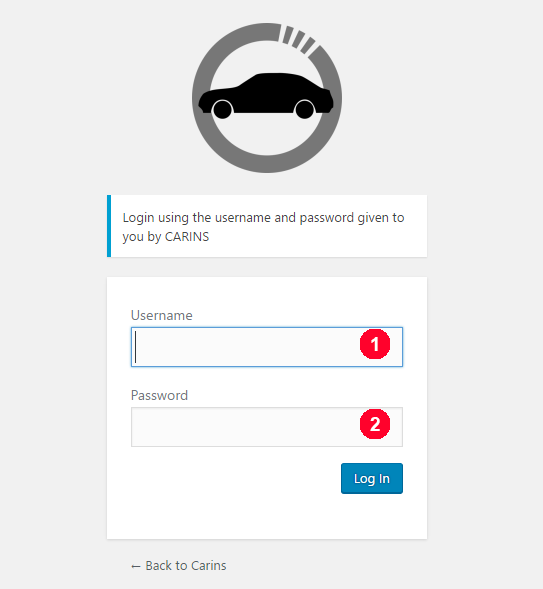 Login using the username and password given to
you by CARINS
Username
1
Password
2
Log In
← Back to Carins